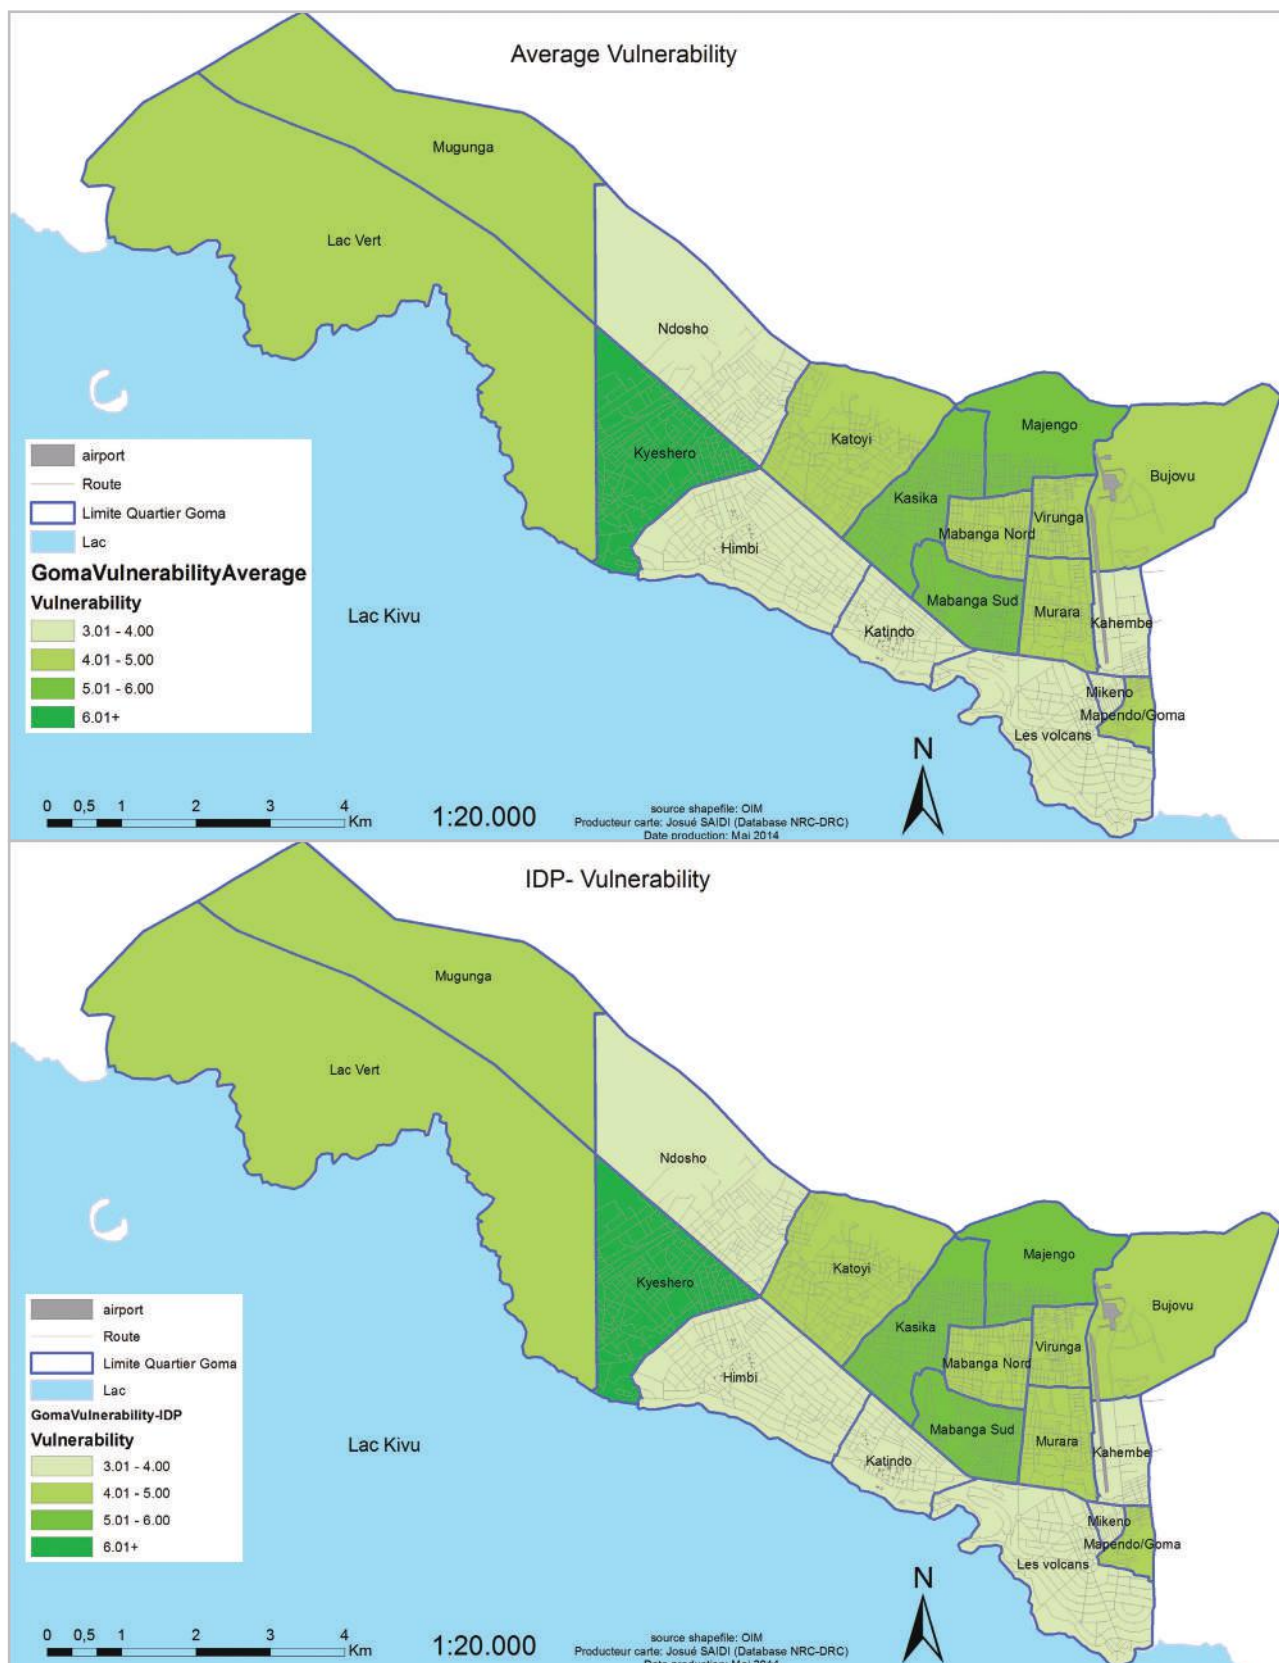 Average Vulnerability
Mugunga
Lac Vert
Ndosho
Majengo
Katoyi
Kyeshero
Bujovu
Kasika
Virunga
Mabanga Nord
Himbi
Mabanga Sud
Murara
Kahembe
Katindo
Mikeno
Mapendo/Goma
Les volcans
Lac Kivu
airport
Route
Limite Quartier Goma
Lac
GomaVulnerabilityAverage
Vulnerability
3.01 - 4.00
4.01 - 5.00
5.01 - 6.00
6.01+
N
0 0,5 1 2 3 4
Km
1:20.000
source shapefile: OIM
Producteur carte: Josué SAIDI (Database NRC-DRC)
Date production: Mai 2014
IDP- Vulnerability
Mugunga
Lac Vert
Ndosho
Majengo
Katoyi
Kyeshero
Bujovu
Kasika
Virunga
Mabanga Nord
Himbi
Mabanga Sud
Murara
Kahembe
Katindo
Mikeno
Mapendo/Goma
Les volcans
Lac Kivu
airport
Route
Limite Quartier Goma
Lac
GomaVulnerability-IDP
Vulnerability
3.01 - 4.00
4.01 - 5.00
5.01 - 6.00
6.01+
N
0 0,5 1 2 3 4
Km
1:20.000
source shapefile: OIM
Producteur carte: Josué SAIDI (Database NRC-DRC)
Date production: Mai 2014